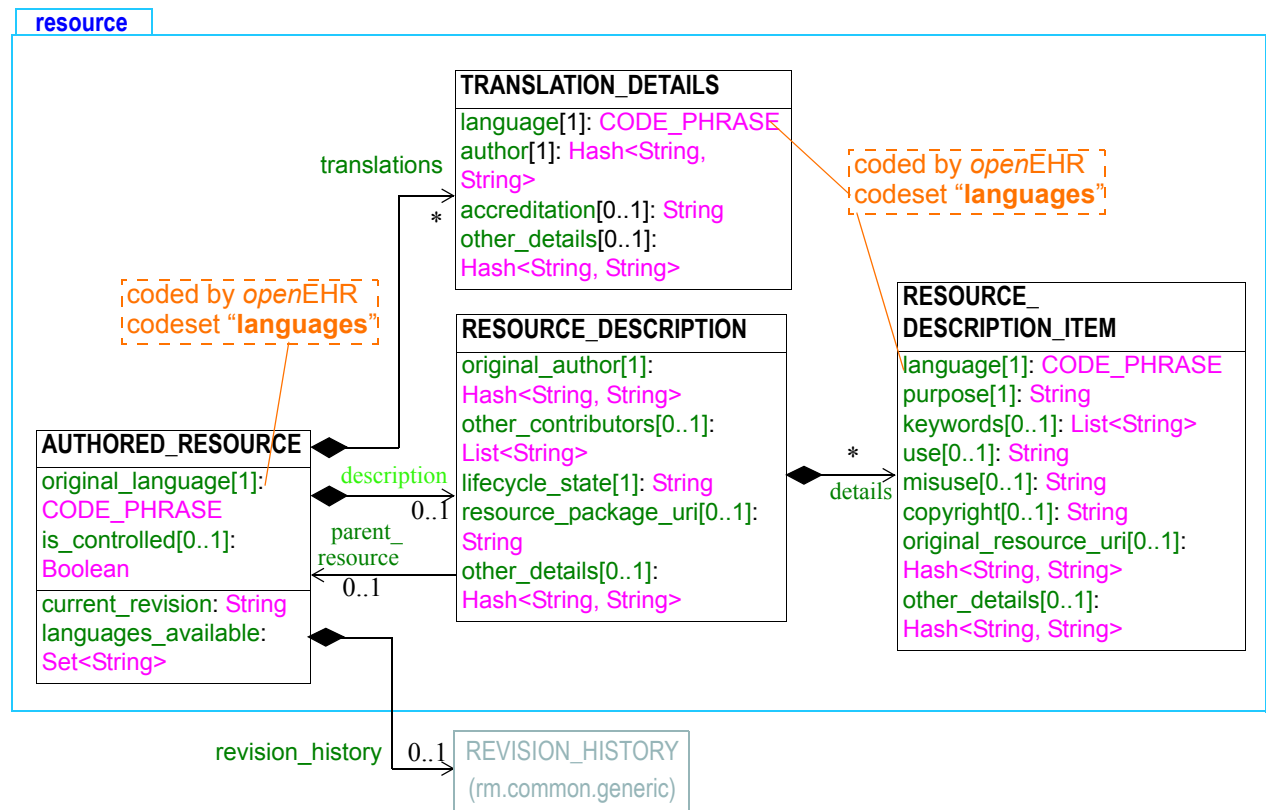 resource
TRANSLATION_DETAILS
language[1]: CODE_PHRASE
author[1]: Hash<String,
String>
accreditation[0..1]: String
other_details[0..1]:
Hash<String, String>
translations
*
coded by openEHR
codeset “languages”
coded by openEHR
codeset “languages”
RESOURCE_DESCRIPTION
original_author[1]:
Hash<String, String>
other_contributors[0..1]:
List<String>
lifecycle_state[1]: String
resource_package_uri[0..1]:
String
other_details[0..1]:
Hash<String, String>
RESOURCE_
DESCRIPTION_ITEM
language[1]: CODE_PHRASE
purpose[1]: String
keywords[0..1]: List<String>
use[0..1]: String
misuse[0..1]: String
copyright[0..1]: String
original_resource_uri[0..1]:
Hash<String, String>
other_details[0..1]:
Hash<String, String>
AUTHORED_RESOURCE
original_language[1]:
CODE_PHRASE
is_controlled[0..1]:
Boolean
current_revision: String
languages_available:
Set<String>
description
0..1
parent_
resource
0..1
*
details
revision_history
0..1
REVISION_HISTORY
(rm.common.generic)